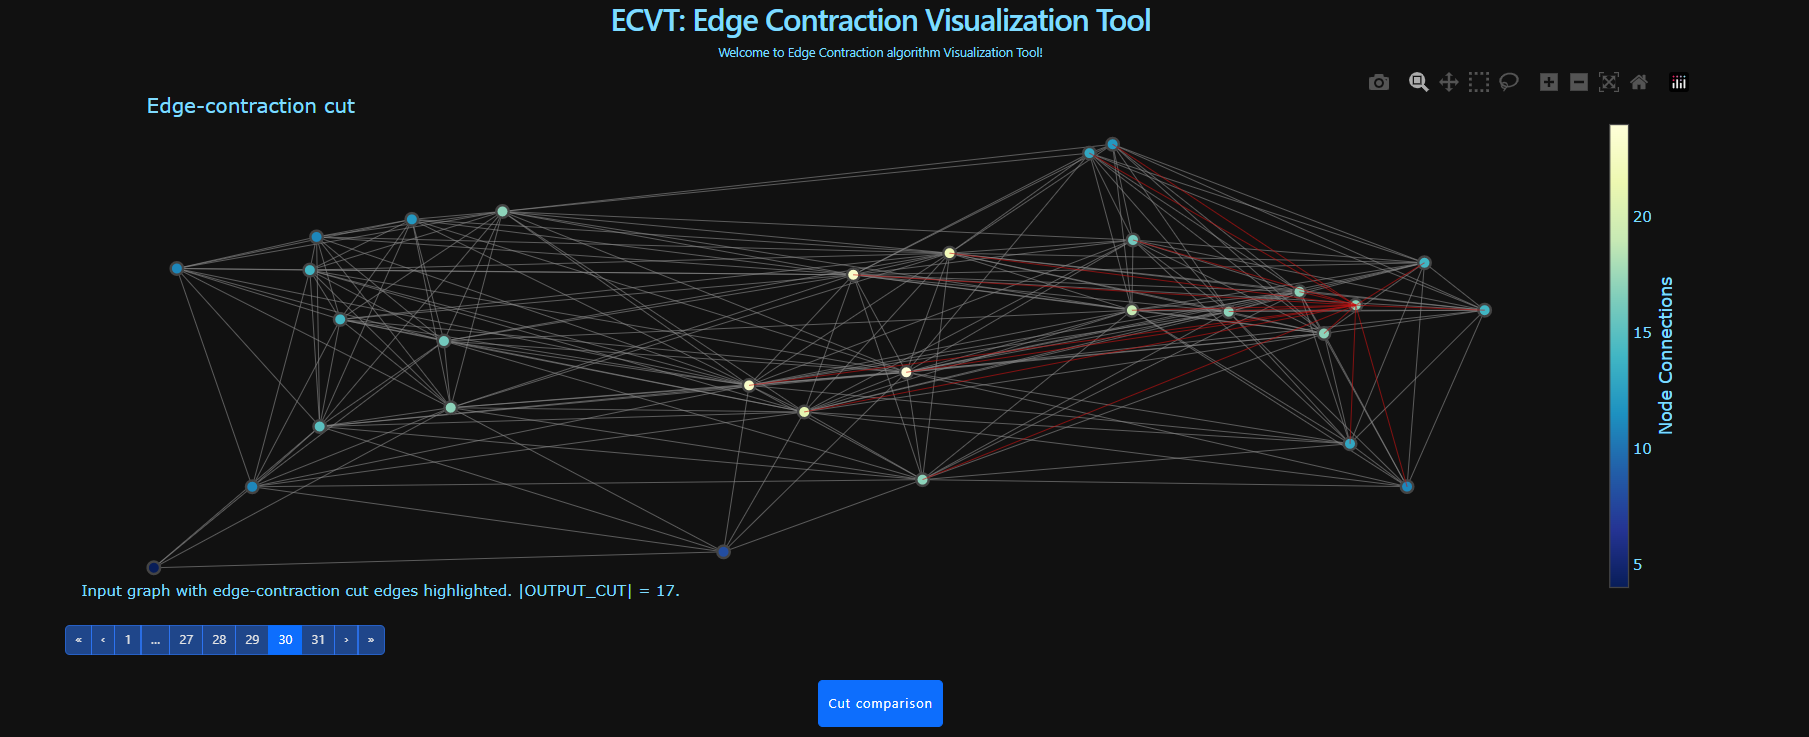 ECVT: Edge Contraction Visualization Tool
Welcome to Edge Contraction algorithm Visualization Tool!
Edge-contraction cut
20
15
10
5
Node Connections
Input graph with edge-contraction cut edges highlighted. |OUTPUT_CUT| = 17.
« ‹ 1 ... 27 28 29 30 31 › »
Cut comparison